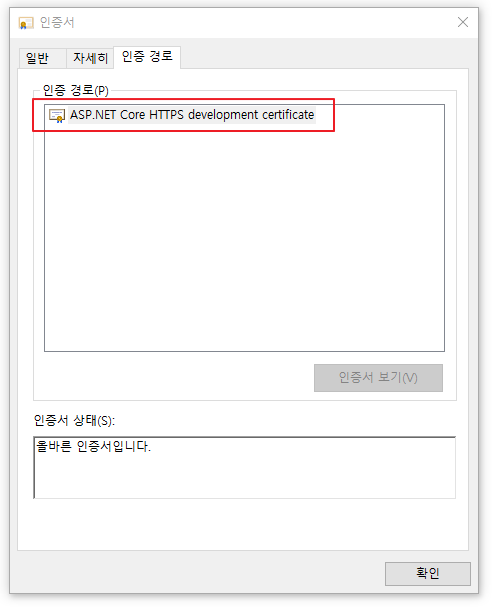 인증서
일반
자세히
인증 경로
인증 경로(P)
ASP.NET Core HTTPS development certificate
인증서 보기(V)
인증서 상태(S):
올바른 인증서입니다.
확인